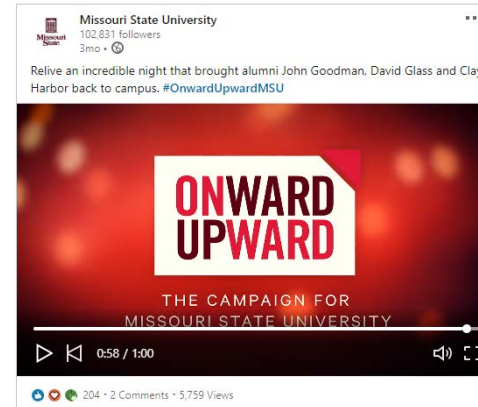 Missouri State University
Missouri
State
102,831 followers
3mo •
Relive an incredible night that brought alumni John Goodman, David Glass and Clay
Harbor back to campus. #OnwardUpwardMSU
ONWARD
UPWARD
THE CAMPAIGN FOR
MISSOURI STATE UNIVERSITY
0:58 / 1:00
204 • 2 Comments • 5,759 Views